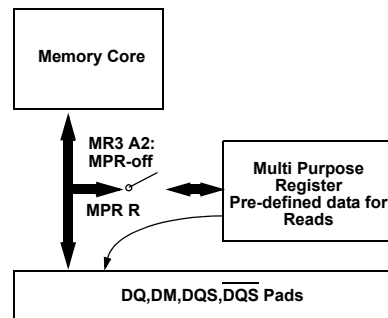 Memory Core
MR3 A2:
MPR-off
MPR R
Multi Purpose
Register
Pre-defined data for
Reads
DQ,DM,DQS,D̅Q̅S̅ Pads